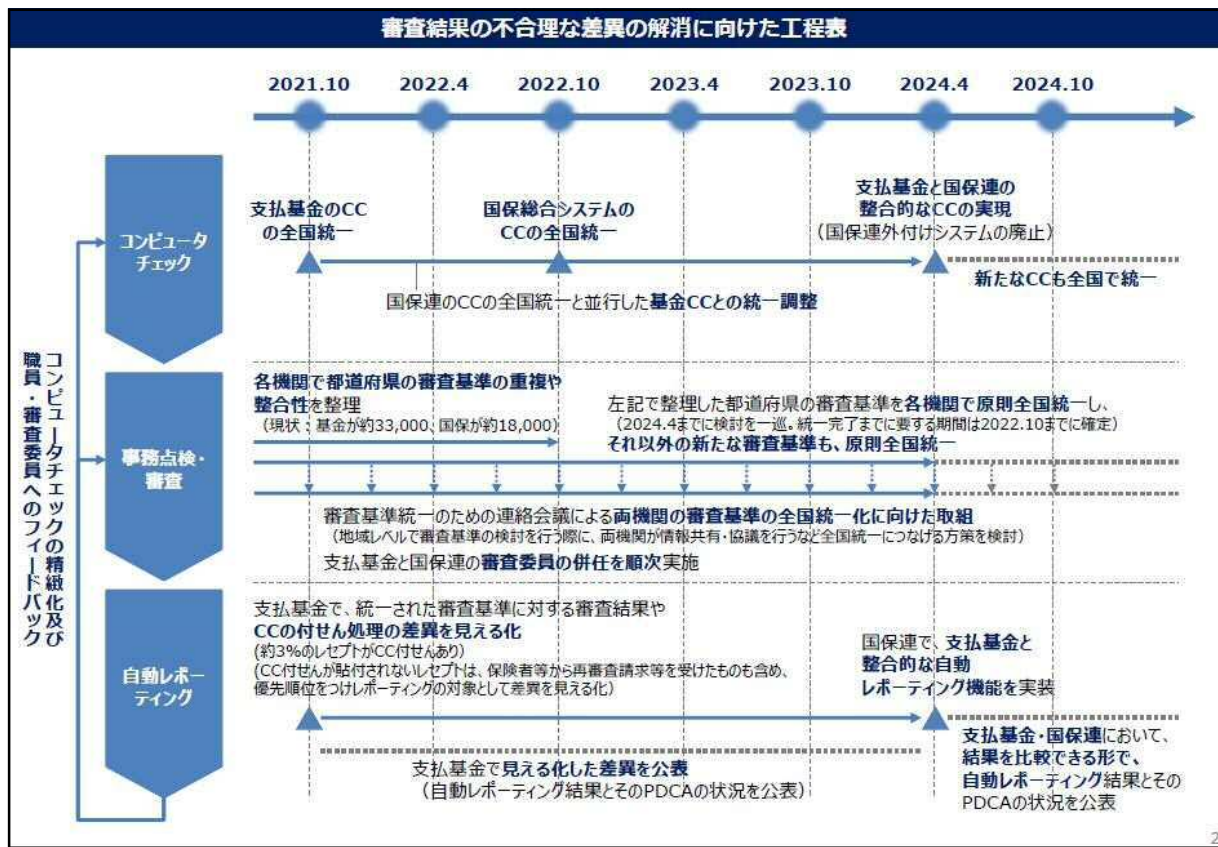 審査結果の不合理な差異の解消に向けた工程表
2021.10
2022.4
2022.10
2023.4
2023.10
2024.4
2024.10
コンピュータ
チェック
支払基金のCC
の全国統一
国保総合システムの
CCの全国統一
支払基金と国保連の
整合的なCCの実現
（国保連外付けシステムの廃止）
新たなCCも全国で統一
国保連のCCの全国統一と並行した基金CCとの統一調整
コンピュータチェックの精緻化及び
職員・審査委員へのフィードバック
事務点検・
審査
各機関で都道府県の審査基準の重複や
整合性を整理
（現状：基金が約33,000、国保が約18,000）
左記で整理した都道府県の審査基準を各機関で原則全国統一し、
（2024.4までに検討を一巡。統一完了までに要する期間は2022.10までに確定）
それ以外の新たな審査基準も、原則全国統一
審査基準統一のための連絡会議による両機関の審査基準の全国統一化に向けた取組
（地域レベルで審査基準の検討を行う際に、両機関が情報共有・協議を行うなど全国統一につなげる方策を検討）
支払基金と国保連の審査委員の併任を順次実施
自動レポー
ティング
支払基金で、統一された審査基準に対する審査結果や
CCの付せん処理の差異を見える化
(約3%のレセプトがCC付せんあり)
(CC付せんが貼付されないレセプトは、保険者等から再審査請求等を受けたものも含め、
優先順位をつけレポーティングの対象として差異を見える化）
国保連で、支払基金と
整合的な自動
レポーティング機能を実装
支払基金で見える化した差異を公表
（自動レポーティング結果とそのPDCAの状況を公表）
支払基金・国保連において、
結果を比較できる形で、
自動レポーティング結果とその
PDCAの状況を公表
2